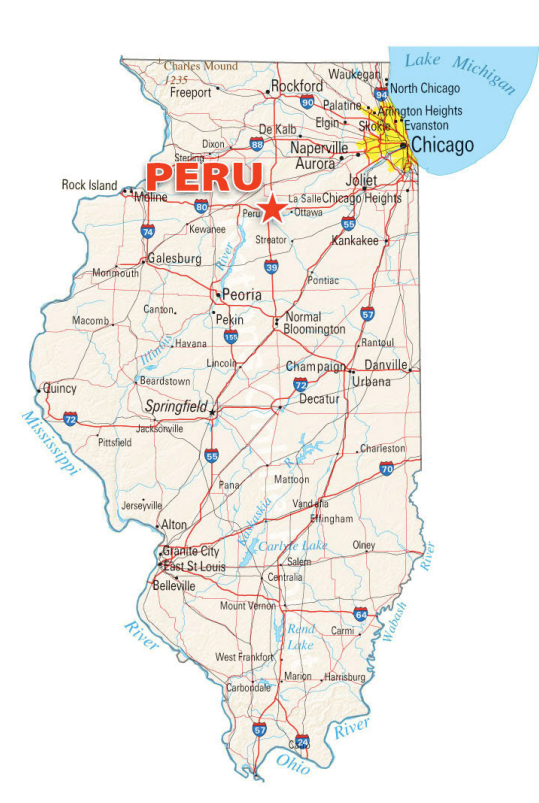 Lake Michigan
Charles Mound
1235
Waukegan
North Chicago
Freeport
Rockford
94
90
Palatine
Arlington Heights
Elgin
Skokie
Evanston
De Kalb
Dixon
88
Naperville
Chicago
Sterling
Aurora
PERU
Joliet
Rock Island
Moline
La Salle
Chicago Heights
80
Peru
Ottawa
55
74
Kewanee
Streator
Kankakee
River
Galesburg
39
Monmouth
Pontiac
Peoria
Canton
Pekin
57
Macomb
Normal
Bloomington
155
Illinois
Havana
Rantoul
Lincoln
Champaign
Danville
Beardstown
72
Urbana
Quincy
Springfield
Decatur
72
Jacksonville
Mississippi
Pittsfield
R.
Charleston
55
70
Pana
Mattoon
Jerseyville
Vandalia
Effingham
Kaskaskia
Alton
Carlyle Lake
Olney
Granite City
East St Louis
Salem
River
Centralia
Belleville
Mount Vernon
64
Wabash
River
Rend
Lake
Carmi
West Frankfort
Marion
Harrisburg
Carbondale
57
24
River
Ohio